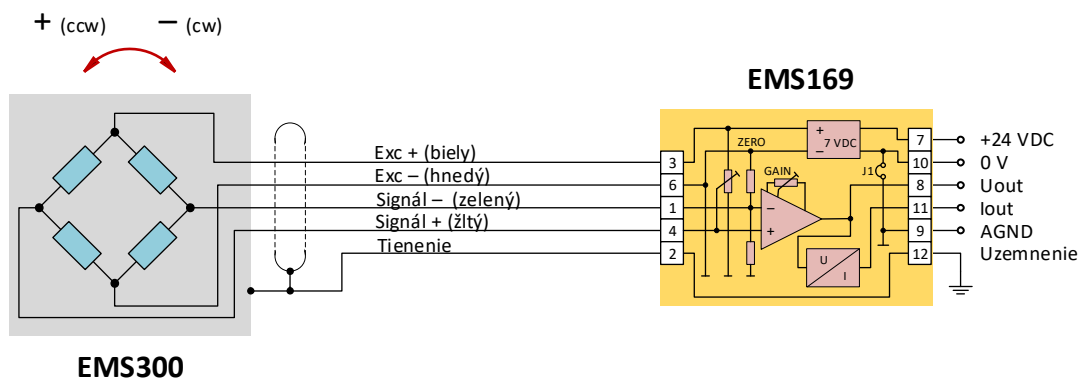 + (ccw) − (cw)
EMS169
Exc + (biely)
Exc – (hnedý)
Signál – (zelený)
Signál + (žltý)
Tienenie
3
6
1
4
2
ZERO
GAIN
+
−
7 VDC
J1
−
+
U
I
7
10
8
11
9
12
+24 VDC
0 V
Uout
Iout
AGND
Uzemnenie
EMS300